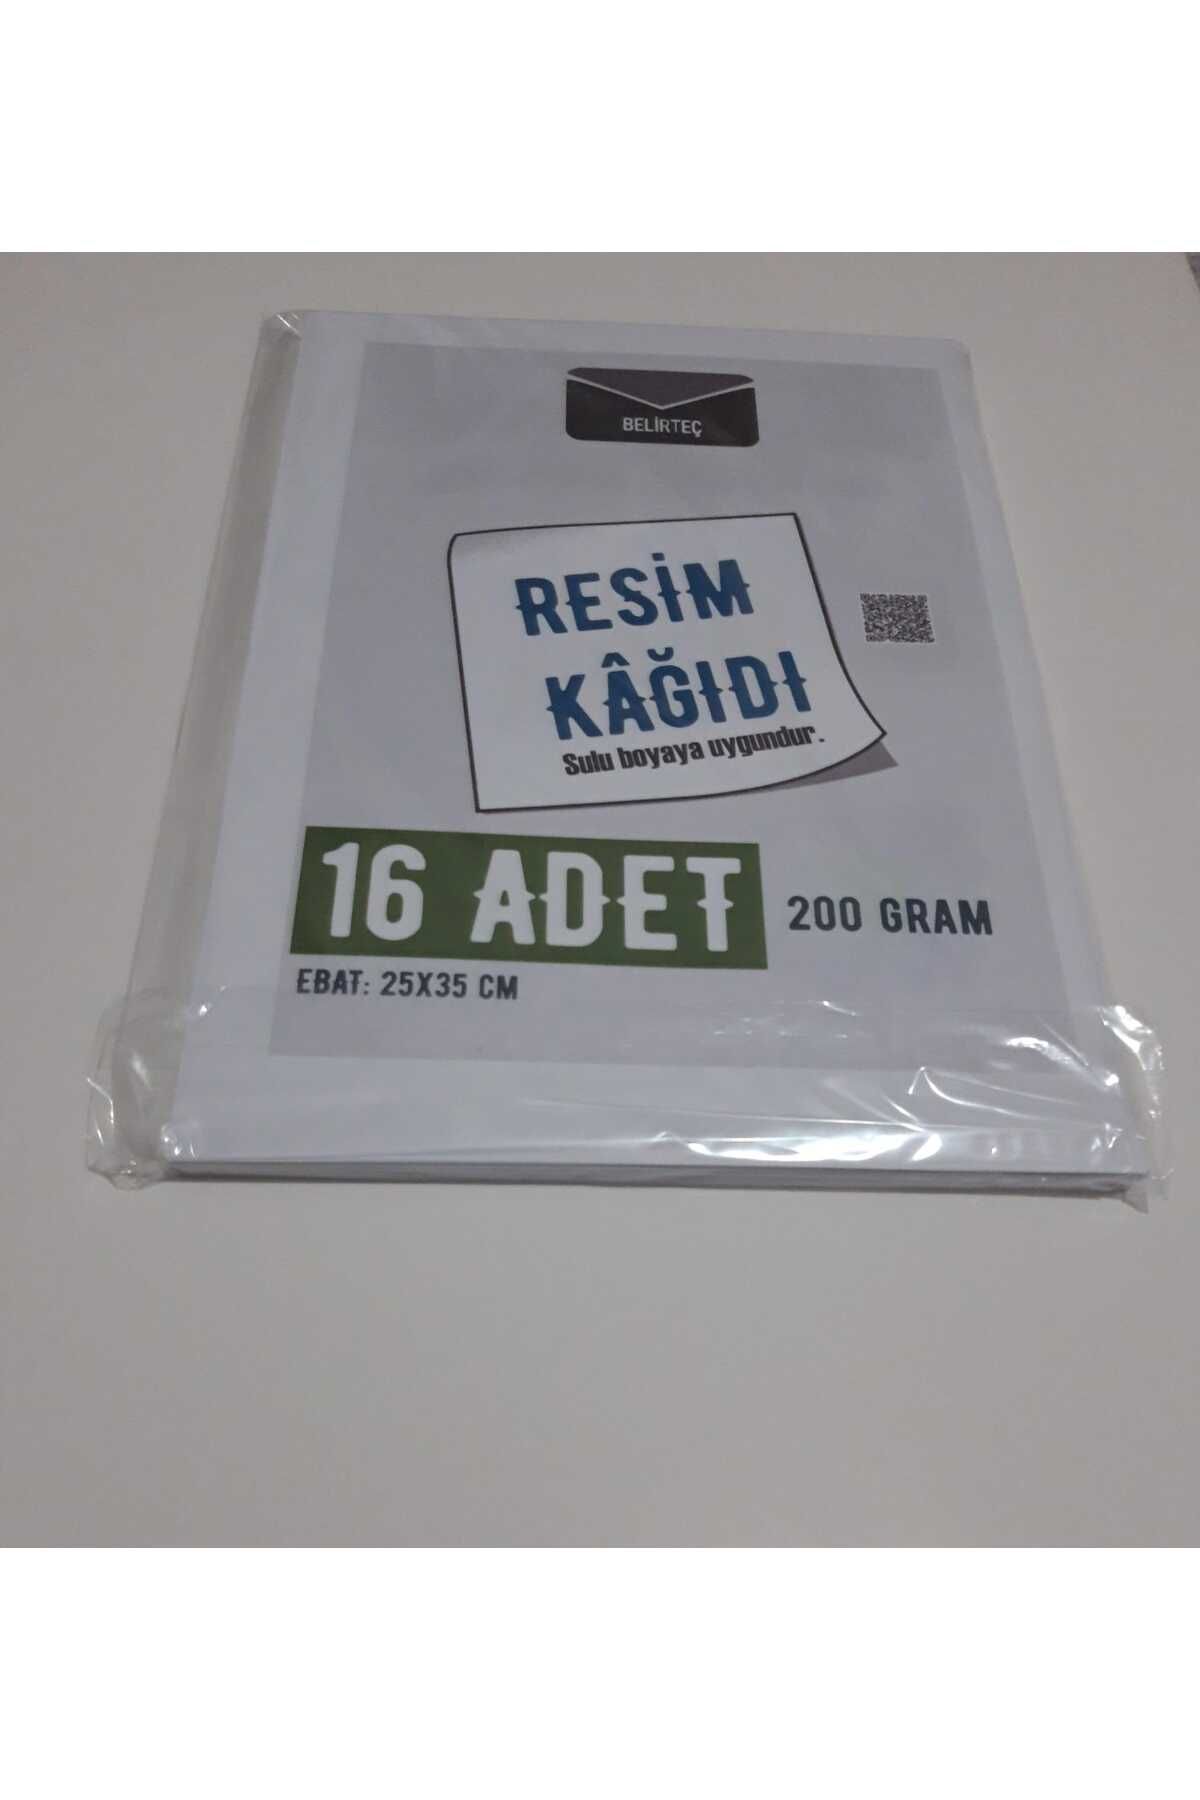 BELİRTEÇ
RESİM
KÂĞIDI
Sulu boyaya uygundur.
16 ADET
200 GRAM
EBAT: 25X35 CM